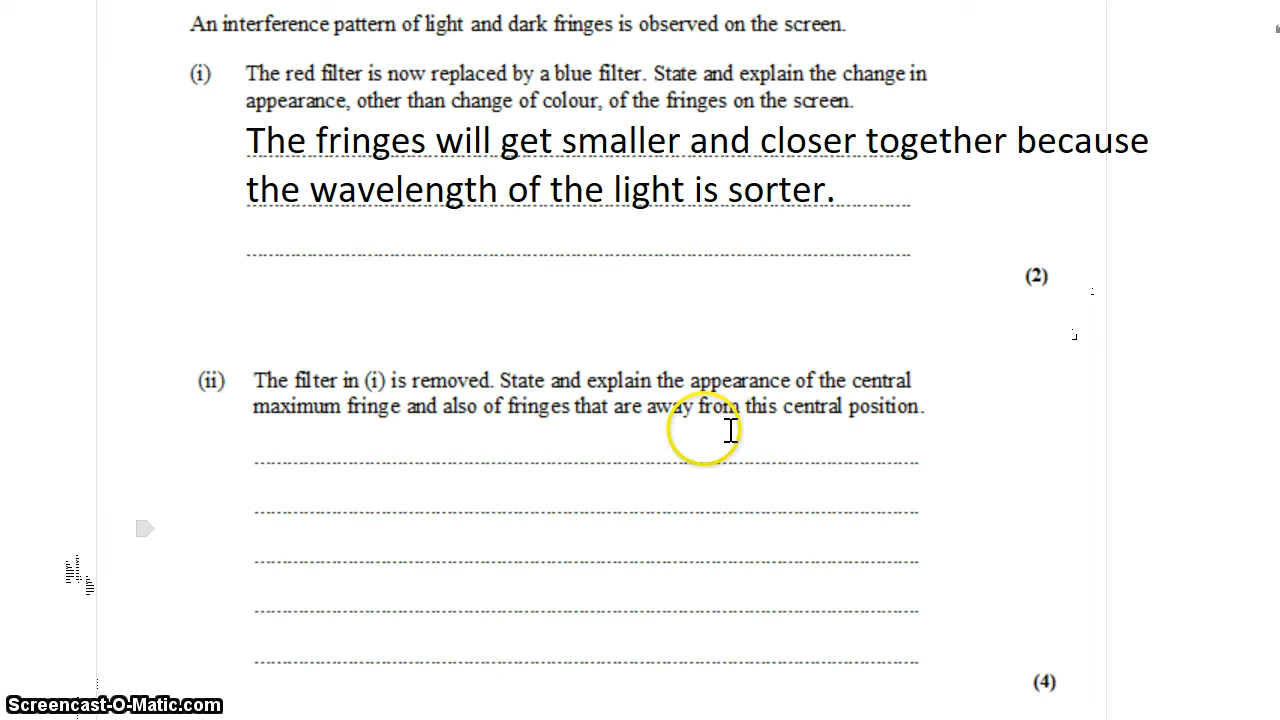 An interference pattern of light and dark fringes is observed on the screen.
(i) The red filter is now replaced by a blue filter. State and explain the change in
appearance, other than change of colour, of the fringes on the screen.
The fringes will get smaller and closer together because
the wavelength of the light is sorter.
(2)
(ii) The filter in (i) is removed. State and explain the appearance of the central
maximum fringe and also of fringes that are away from this central position.
(4)
Screencast-O-Matic.com